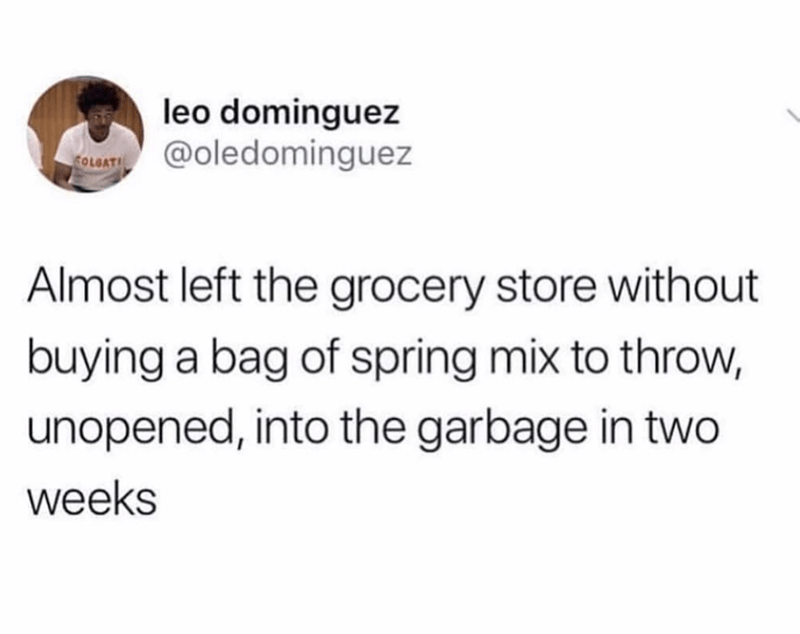 leo dominguez
@oledominguez
COLGATE
Almost left the grocery store without
buying a bag of spring mix to throw,
unopened, into the garbage in two
weeks